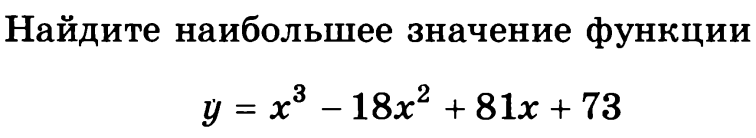 Найдите наибольшее значение функции
y = x³ − 18x² + 81x + 73